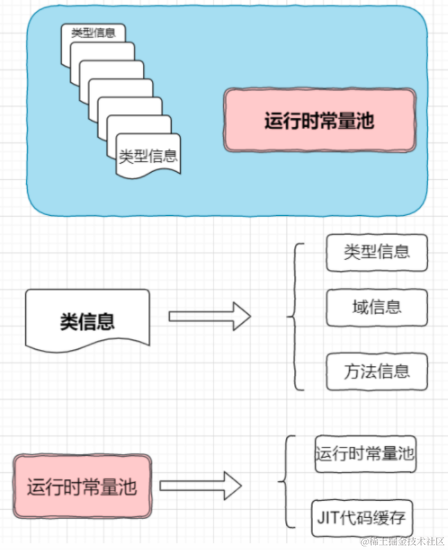 类型信息
类型信息
运行时常量池
类信息
类型信息
域信息
方法信息
运行时常量池
运行时常量池
JIT代码缓存
@稀土掘金技术社区